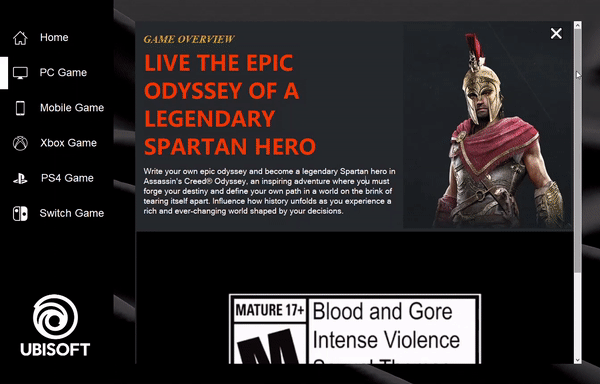 Home
PC Game
Mobile Game
Xbox Game
PS4 Game
Switch Game
UBISOFT
GAME OVERVIEW
LIVE THE EPIC
ODYSSEY OF A
LEGENDARY
SPARTAN HERO
Write your own epic odyssey and become a legendary Spartan hero in
Assassin's Creed® Odyssey, an inspiring adventure where you must
forge your destiny and define your own path in a world on the brink of
tearing itself apart. Influence how history unfolds as you experience a
rich and ever-changing world shaped by your decisions.
MATURE 17+
M
Blood and Gore
Intense Violence